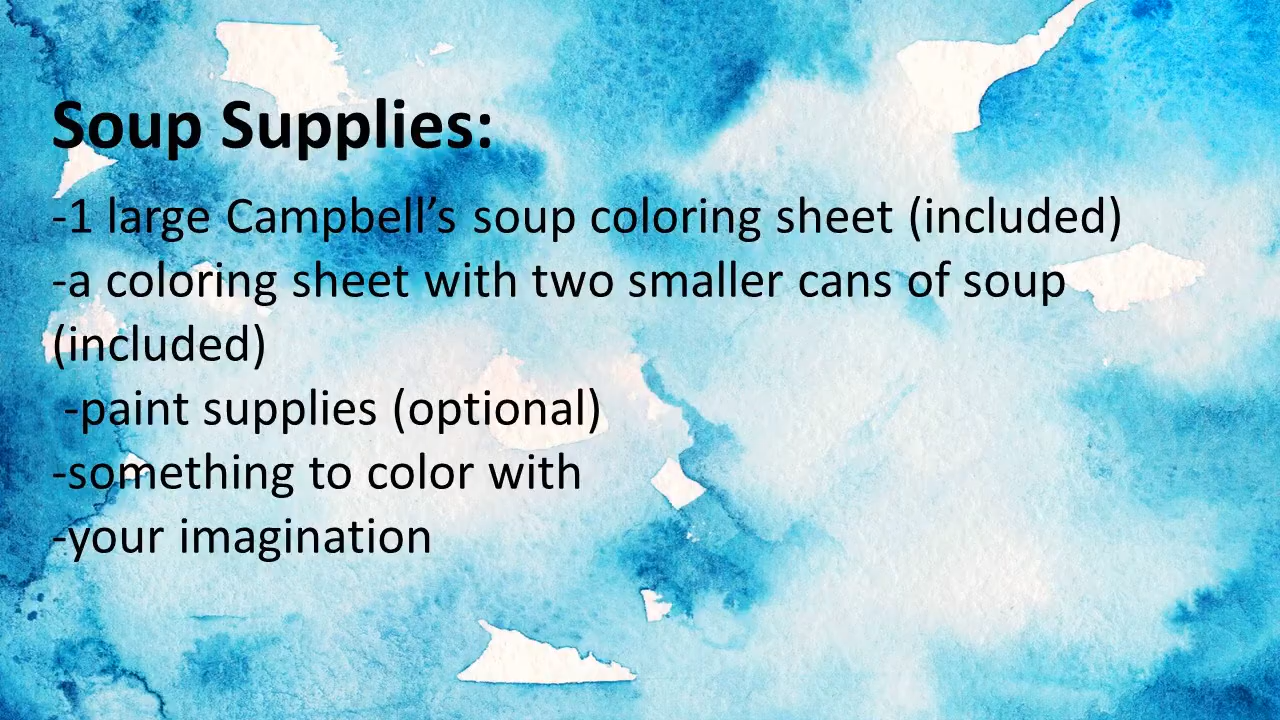 Soup Supplies:
-1 large Campbell’s soup coloring sheet (included)
-a coloring sheet with two smaller cans of soup
(included)
-paint supplies (optional)
-something to color with
-your imagination